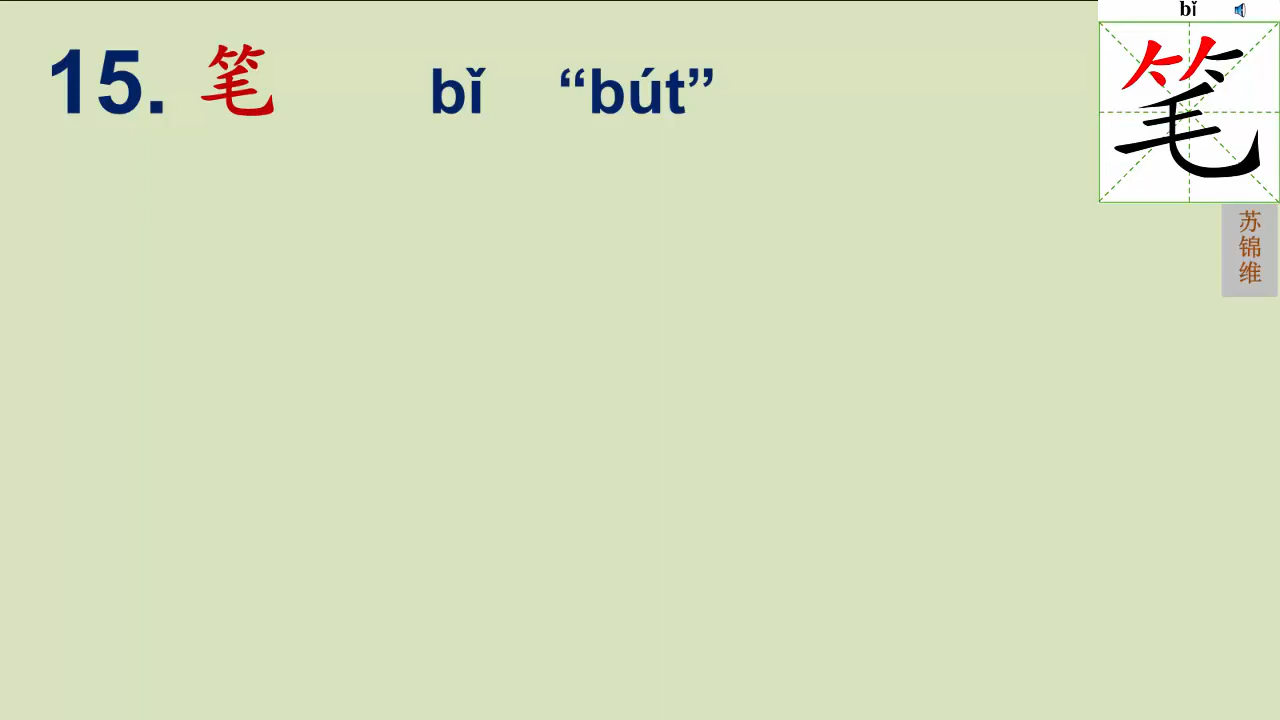 15. 笔 bǐ “bút”
bǐ
笔
苏
锦
维